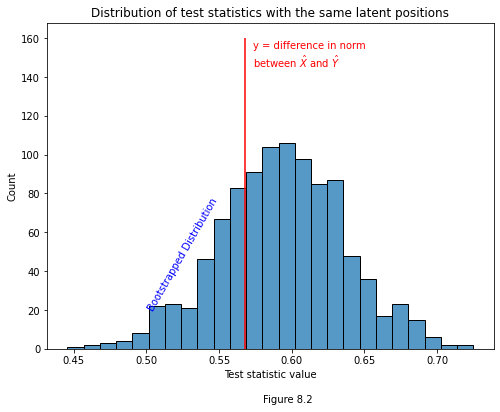 Distribution of test statistics with the same latent positions
160
140
120
100
80
60
40
20
0
Count
y = difference in norm
between X̂ and Ŷ
Bootstrapped Distribution
0.45 0.50 0.55 0.60 0.65 0.70
Test statistic value
Figure 8.2